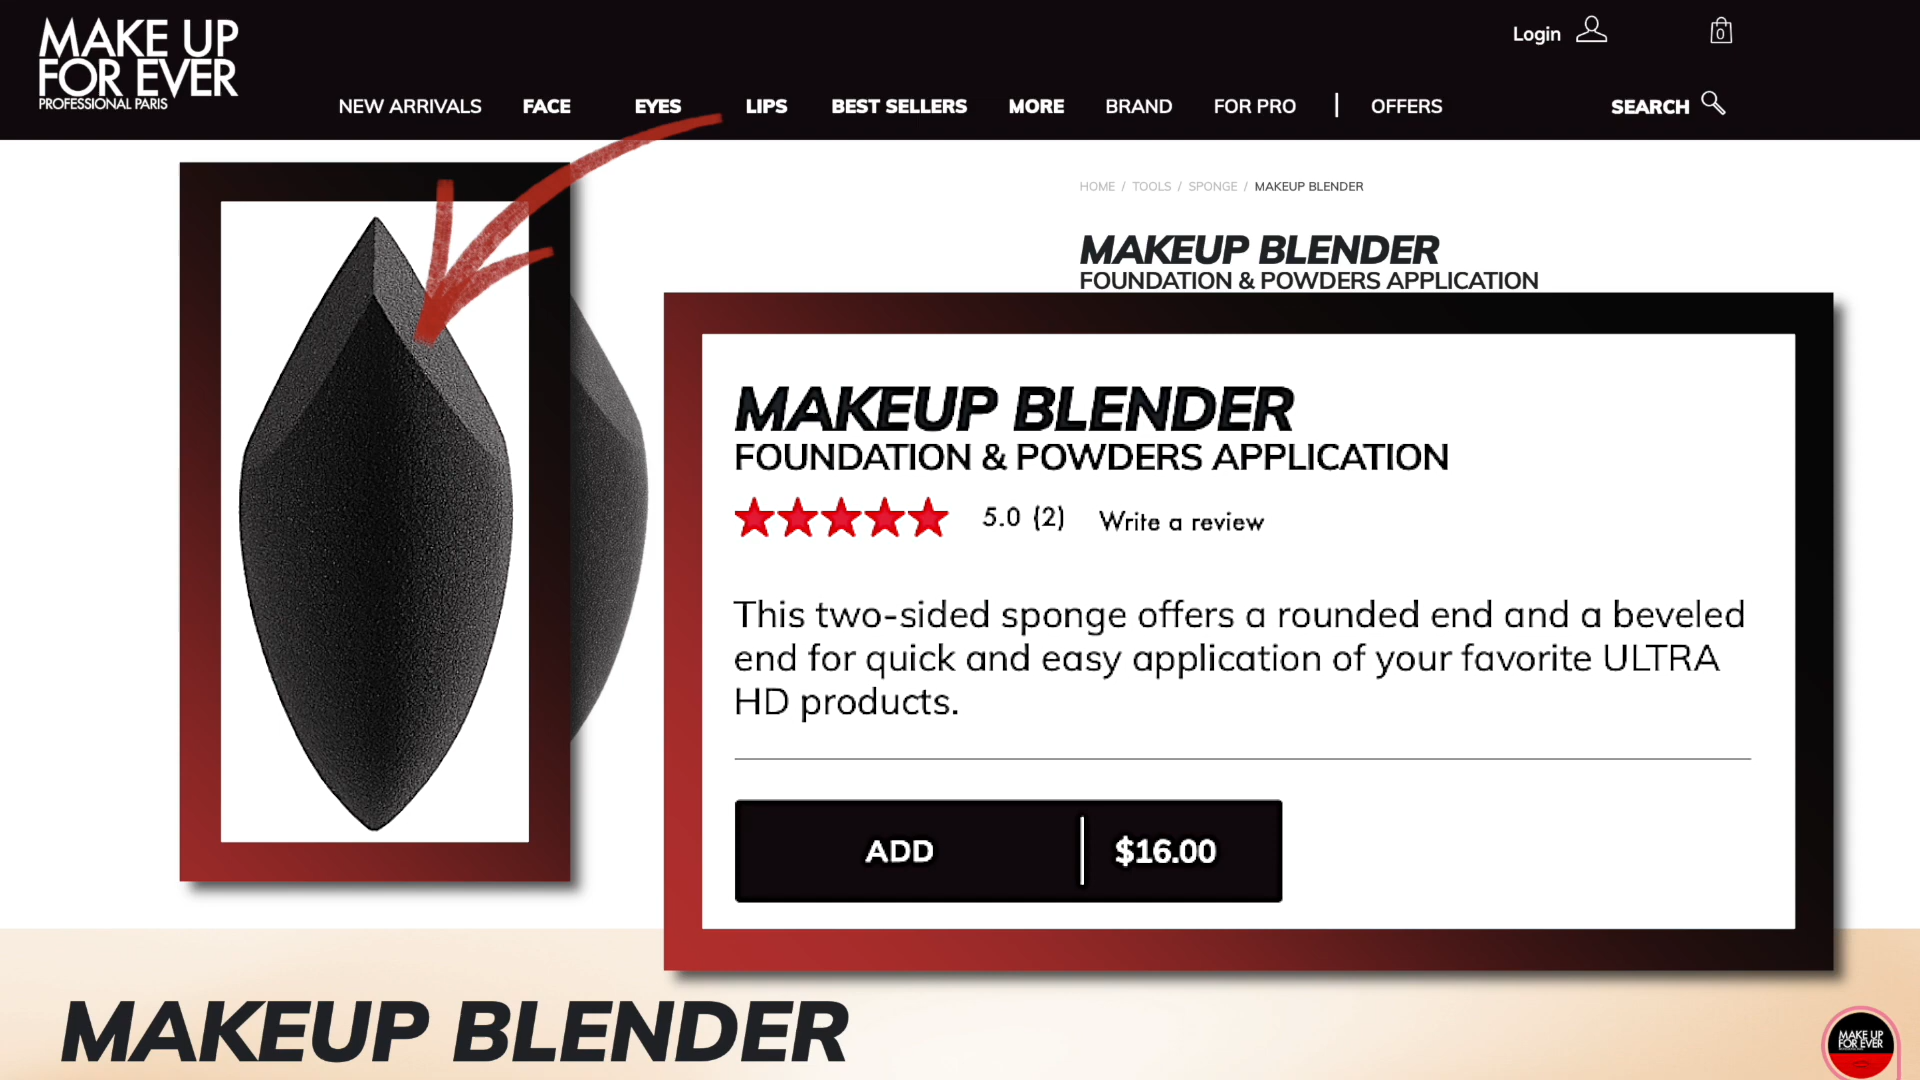 MAKE UP
FOR EVER
PROFESSIONAL PARIS
Login
0
NEW ARRIVALS FACE EYES LIPS BEST SELLERS MORE BRAND FOR PRO | OFFERS SEARCH
HOME / TOOLS / SPONGE / MAKEUP BLENDER
MAKEUP BLENDER
FOUNDATION & POWDERS APPLICATION
MAKEUP BLENDER
FOUNDATION & POWDERS APPLICATION
5.0 (2) Write a review
This two-sided sponge offers a rounded end and a beveled
end for quick and easy application of your favorite ULTRA
HD products.
ADD | $16.00
MAKEUP BLENDER
MAKE UP
FOR EVER